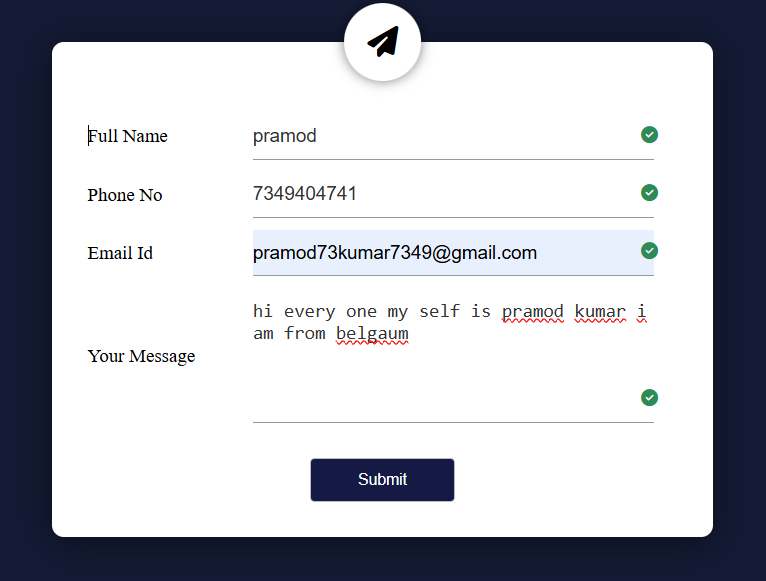 Full Name pramod
Phone No 7349404741
Email Id pramod73kumar7349@gmail.com
hi every one my self is pramod kumar i
am from belgaum
Your Message
Submit